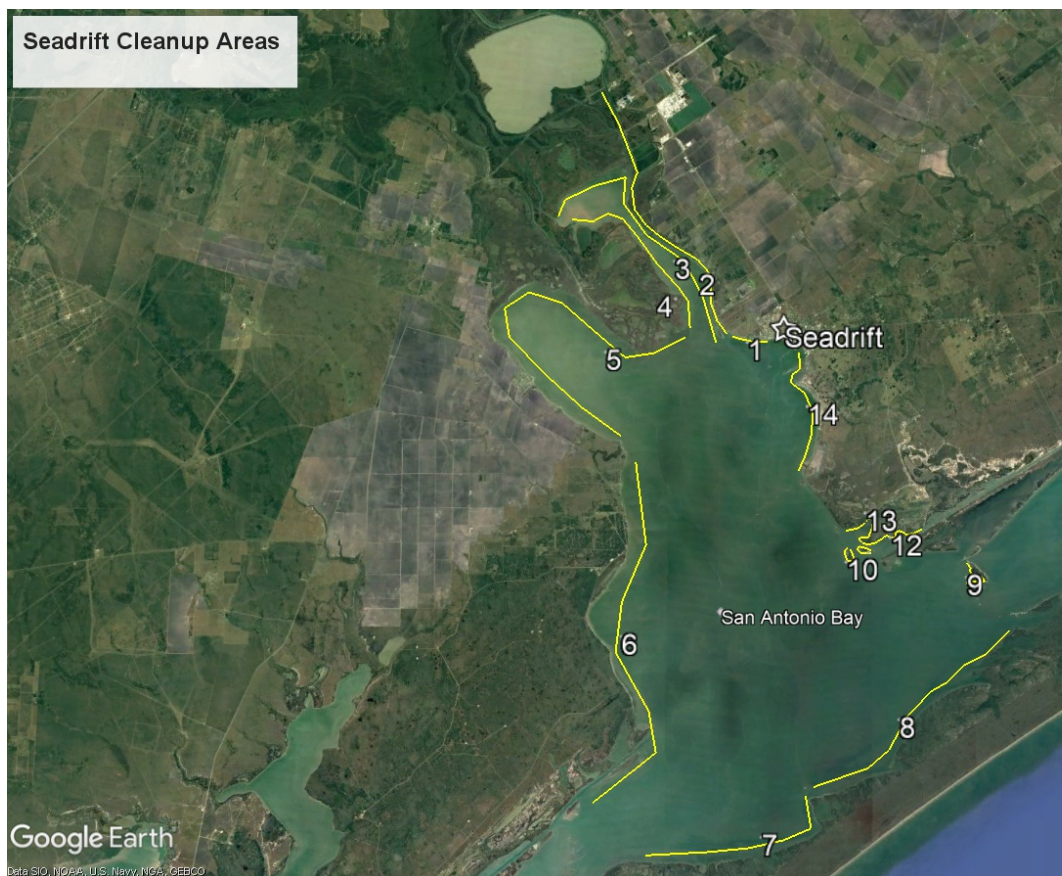 Seadrift Cleanup Areas
3
2
4
Seadrift
1
5
14
13
12
10
9
San Antonio Bay
6
8
7
Google Earth
Data SIO, NOAA, U.S. Navy, NGA, GEBCO